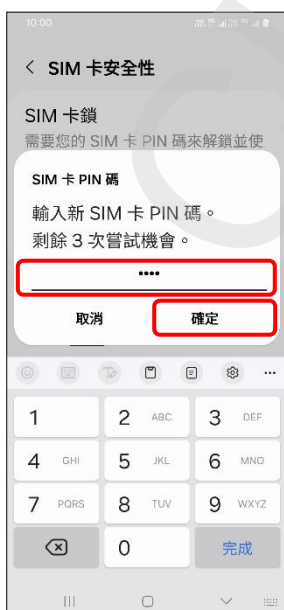 10:00
SIM 卡安全性
SIM 卡鎖
需要您的 SIM 卡 PIN 碼來解鎖並使
SIM 卡 PIN 碼
輸入新 SIM 卡 PIN 碼。
剩餘 3 次嘗試機會。
••••
取消 確定
1 2 ABC 3 DEF
4 GHI 5 JKL 6 MNO
7 PQRS 8 TUV 9 WXYZ
0 完成